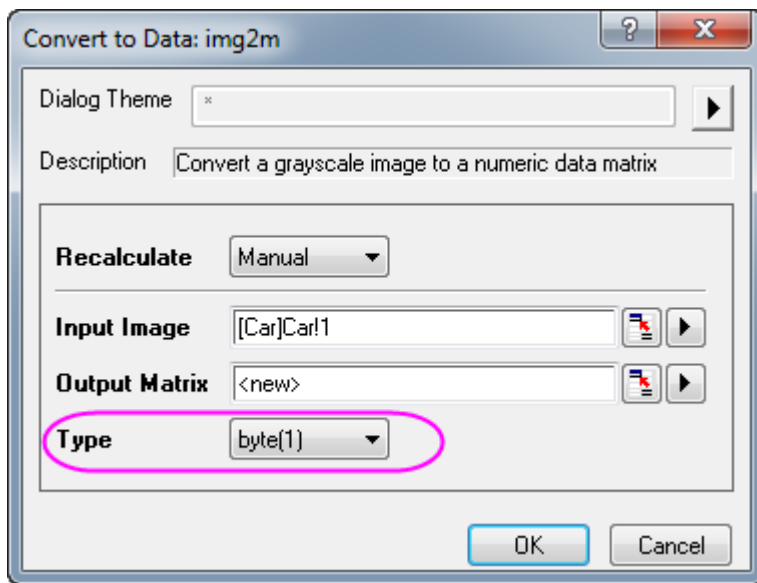 Convert to Data: img2m
Dialog Theme *
Description Convert a grayscale image to a numeric data matrix
Recalculate Manual
Input Image [Car]Car!1
Output Matrix <new>
Type byte(1)
OK Cancel